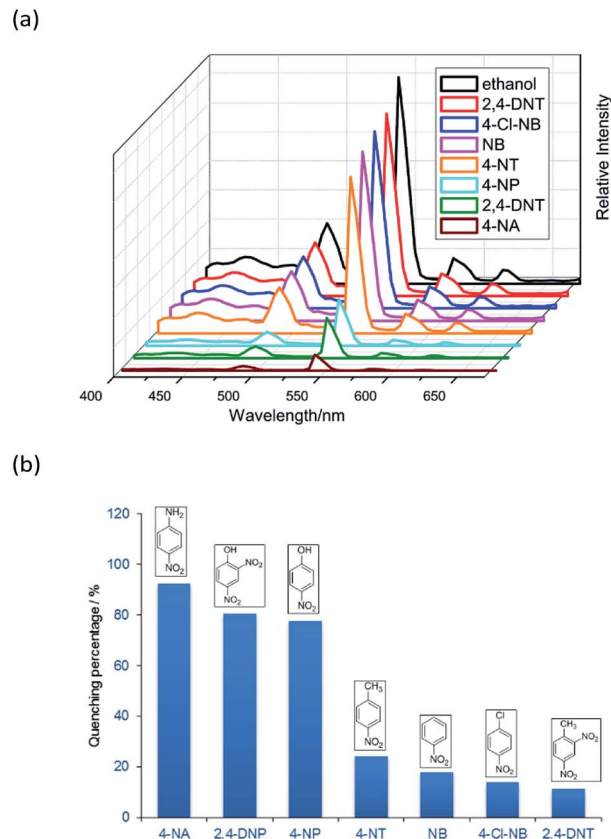 (a)
ethanol
2,4-DNT
4-Cl-NB
NB
4-NT
4-NP
2,4-DNT
4-NA
Relative Intensity
400 450 500 550 600 650
Wavelength/nm
(b)
Quenching percentage / %
120
100
80
60
40
20
0
NH2
NO2
OH
NO2
NO2
OH
NO2
CH3
NO2
NO2
Cl
NO2
CH3
NO2
NO2
4-NA 2.4-DNP 4-NP 4-NT NB 4-Cl-NB 2.4-DNT